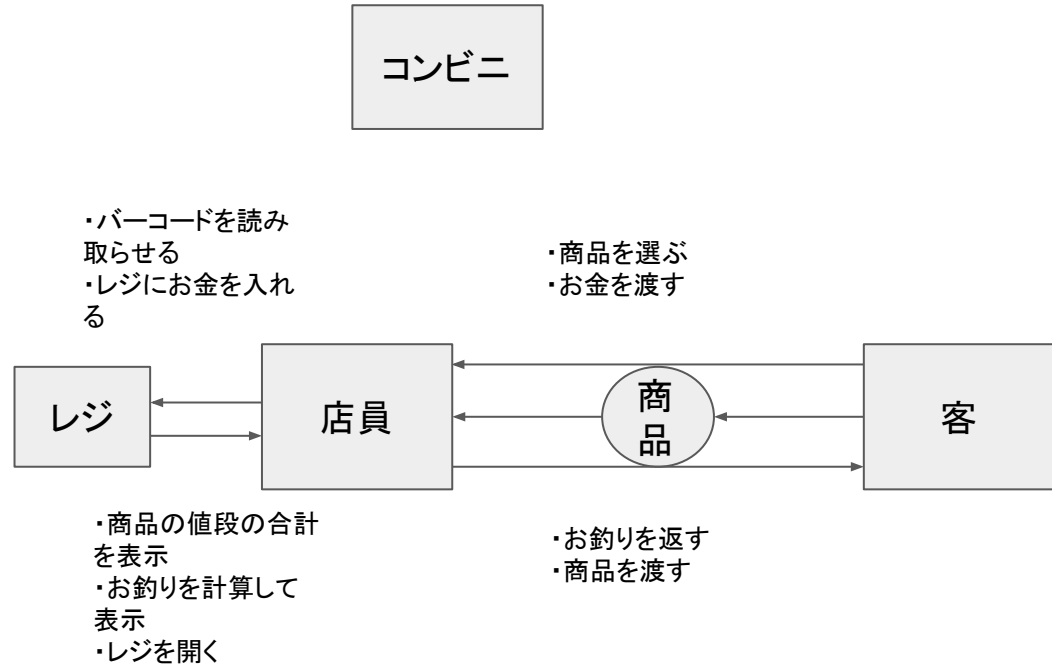 コンビニ
・バーコードを読み
取らせる
・レジにお金を入れ
る
・商品を選ぶ
・お金を渡す
レジ
店員
商
品
客
・商品の値段の合計
を表示
・お釣りを計算して
表示
・レジを開く
・お釣りを返す
・商品を渡す